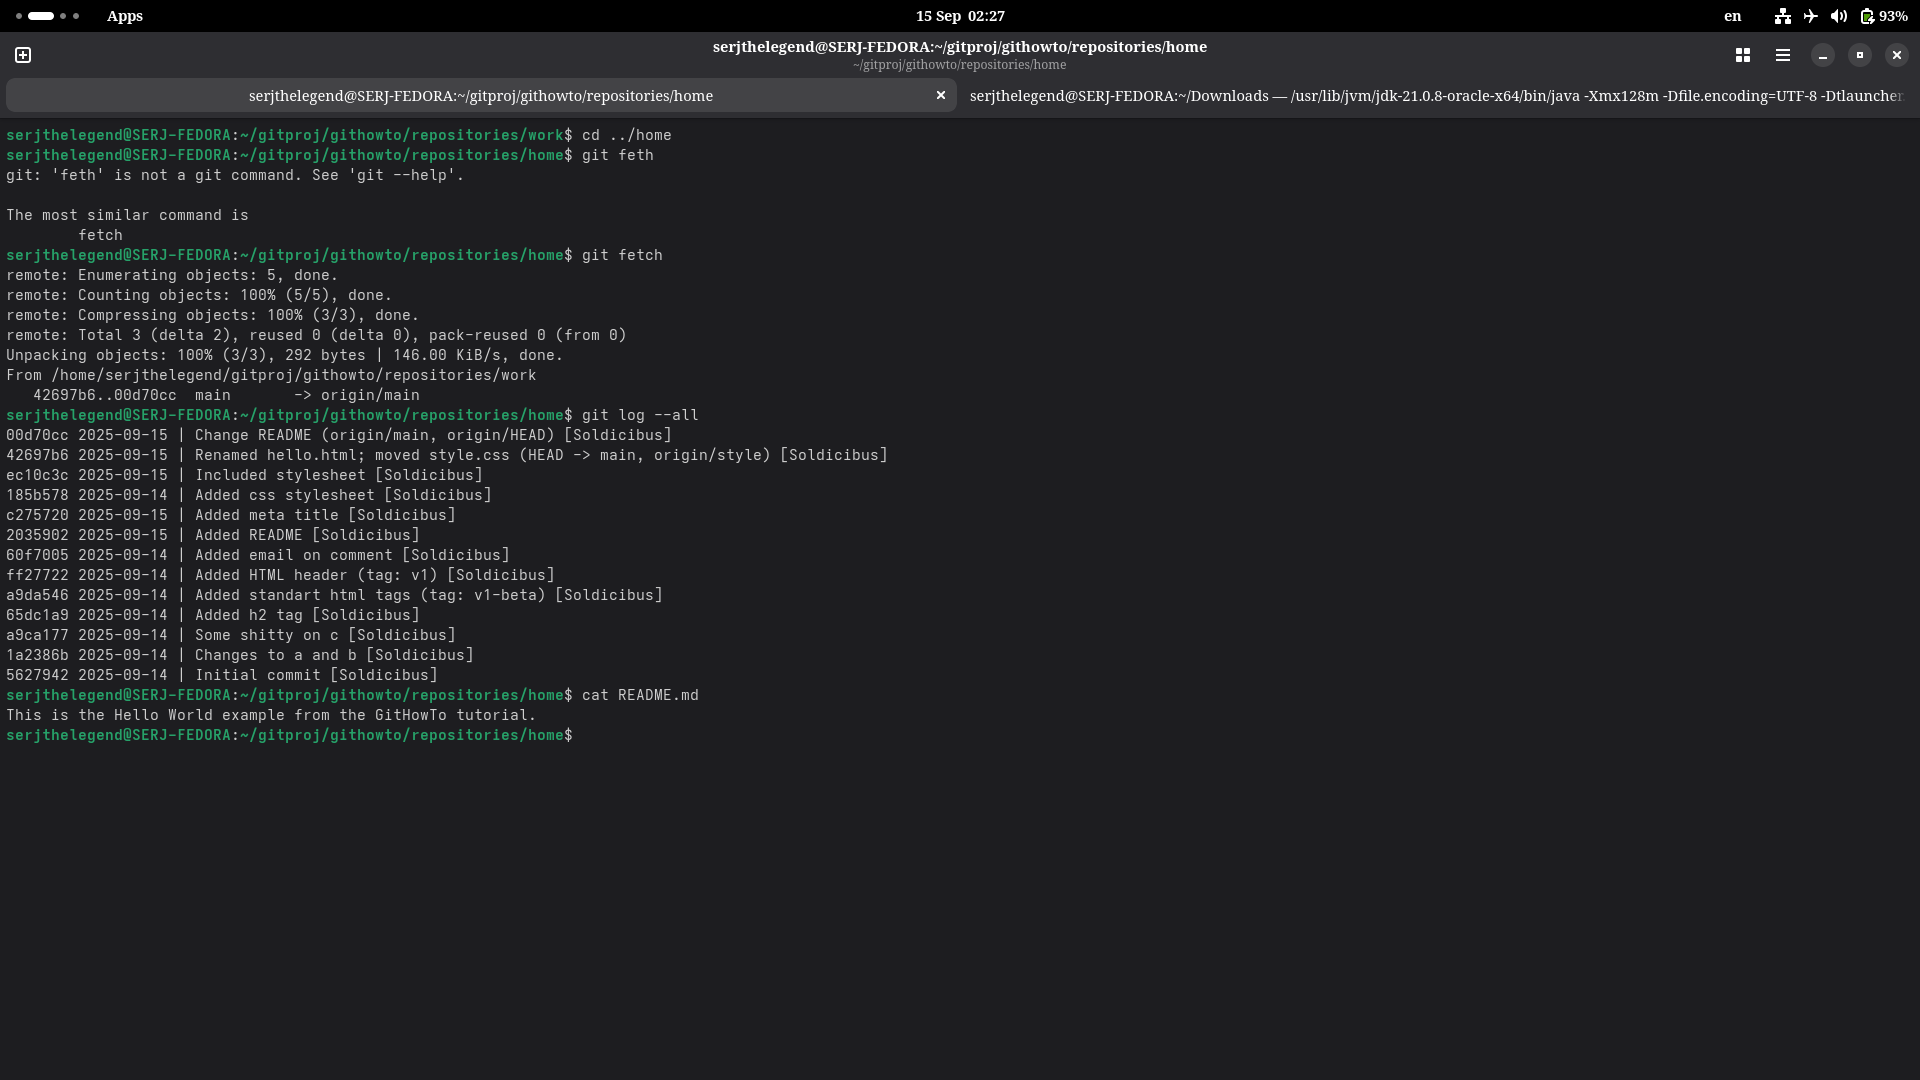 Apps
15 Sep 02:27
en
93%
serjthelegend@SERJ-FEDORA:~/gitproj/githowto/repositories/home
~/gitproj/githowto/repositories/home
serjthelegend@SERJ-FEDORA:~/gitproj/githowto/repositories/home
serjthelegend@SERJ-FEDORA:~/Downloads — /usr/lib/jvm/jdk-21.0.8-oracle-x64/bin/java -Xmx128m -Dfile.encoding=UTF-8 -Dtlauncher
serjthelegend@SERJ-FEDORA:~/gitproj/githowto/repositories/work$ cd ../home
serjthelegend@SERJ-FEDORA:~/gitproj/githowto/repositories/home$ git feth
git: 'feth' is not a git command. See 'git --help'.
The most similar command is
fetch
serjthelegend@SERJ-FEDORA:~/gitproj/githowto/repositories/home$ git fetch
remote: Enumerating objects: 5, done.
remote: Counting objects: 100% (5/5), done.
remote: Compressing objects: 100% (3/3), done.
remote: Total 3 (delta 2), reused 0 (delta 0), pack-reused 0 (from 0)
Unpacking objects: 100% (3/3), 292 bytes | 146.00 KiB/s, done.
From /home/serjthelegend/gitproj/githowto/repositories/work
42697b6..00d70cc  main       -> origin/main
serjthelegend@SERJ-FEDORA:~/gitproj/githowto/repositories/home$ git log --all
00d70cc 2025-09-15 | Change README (origin/main, origin/HEAD) [Soldicibus]
42697b6 2025-09-15 | Renamed hello.html; moved style.css (HEAD -> main, origin/style) [Soldicibus]
ec10c3c 2025-09-15 | Included stylesheet [Soldicibus]
185b578 2025-09-14 | Added css stylesheet [Soldicibus]
c275720 2025-09-15 | Added meta title [Soldicibus]
2035902 2025-09-15 | Added README [Soldicibus]
60f7005 2025-09-14 | Added email on comment [Soldicibus]
ff27722 2025-09-14 | Added HTML header (tag: v1) [Soldicibus]
a9da546 2025-09-14 | Added standart html tags (tag: v1-beta) [Soldicibus]
65dc1a9 2025-09-14 | Added h2 tag [Soldicibus]
a9ca177 2025-09-14 | Some shitty on c [Soldicibus]
1a2386b 2025-09-14 | Changes to a and b [Soldicibus]
5627942 2025-09-14 | Initial commit [Soldicibus]
serjthelegend@SERJ-FEDORA:~/gitproj/githowto/repositories/home$ cat README.md
This is the Hello World example from the GitHowTo tutorial.
serjthelegend@SERJ-FEDORA:~/gitproj/githowto/repositories/home$